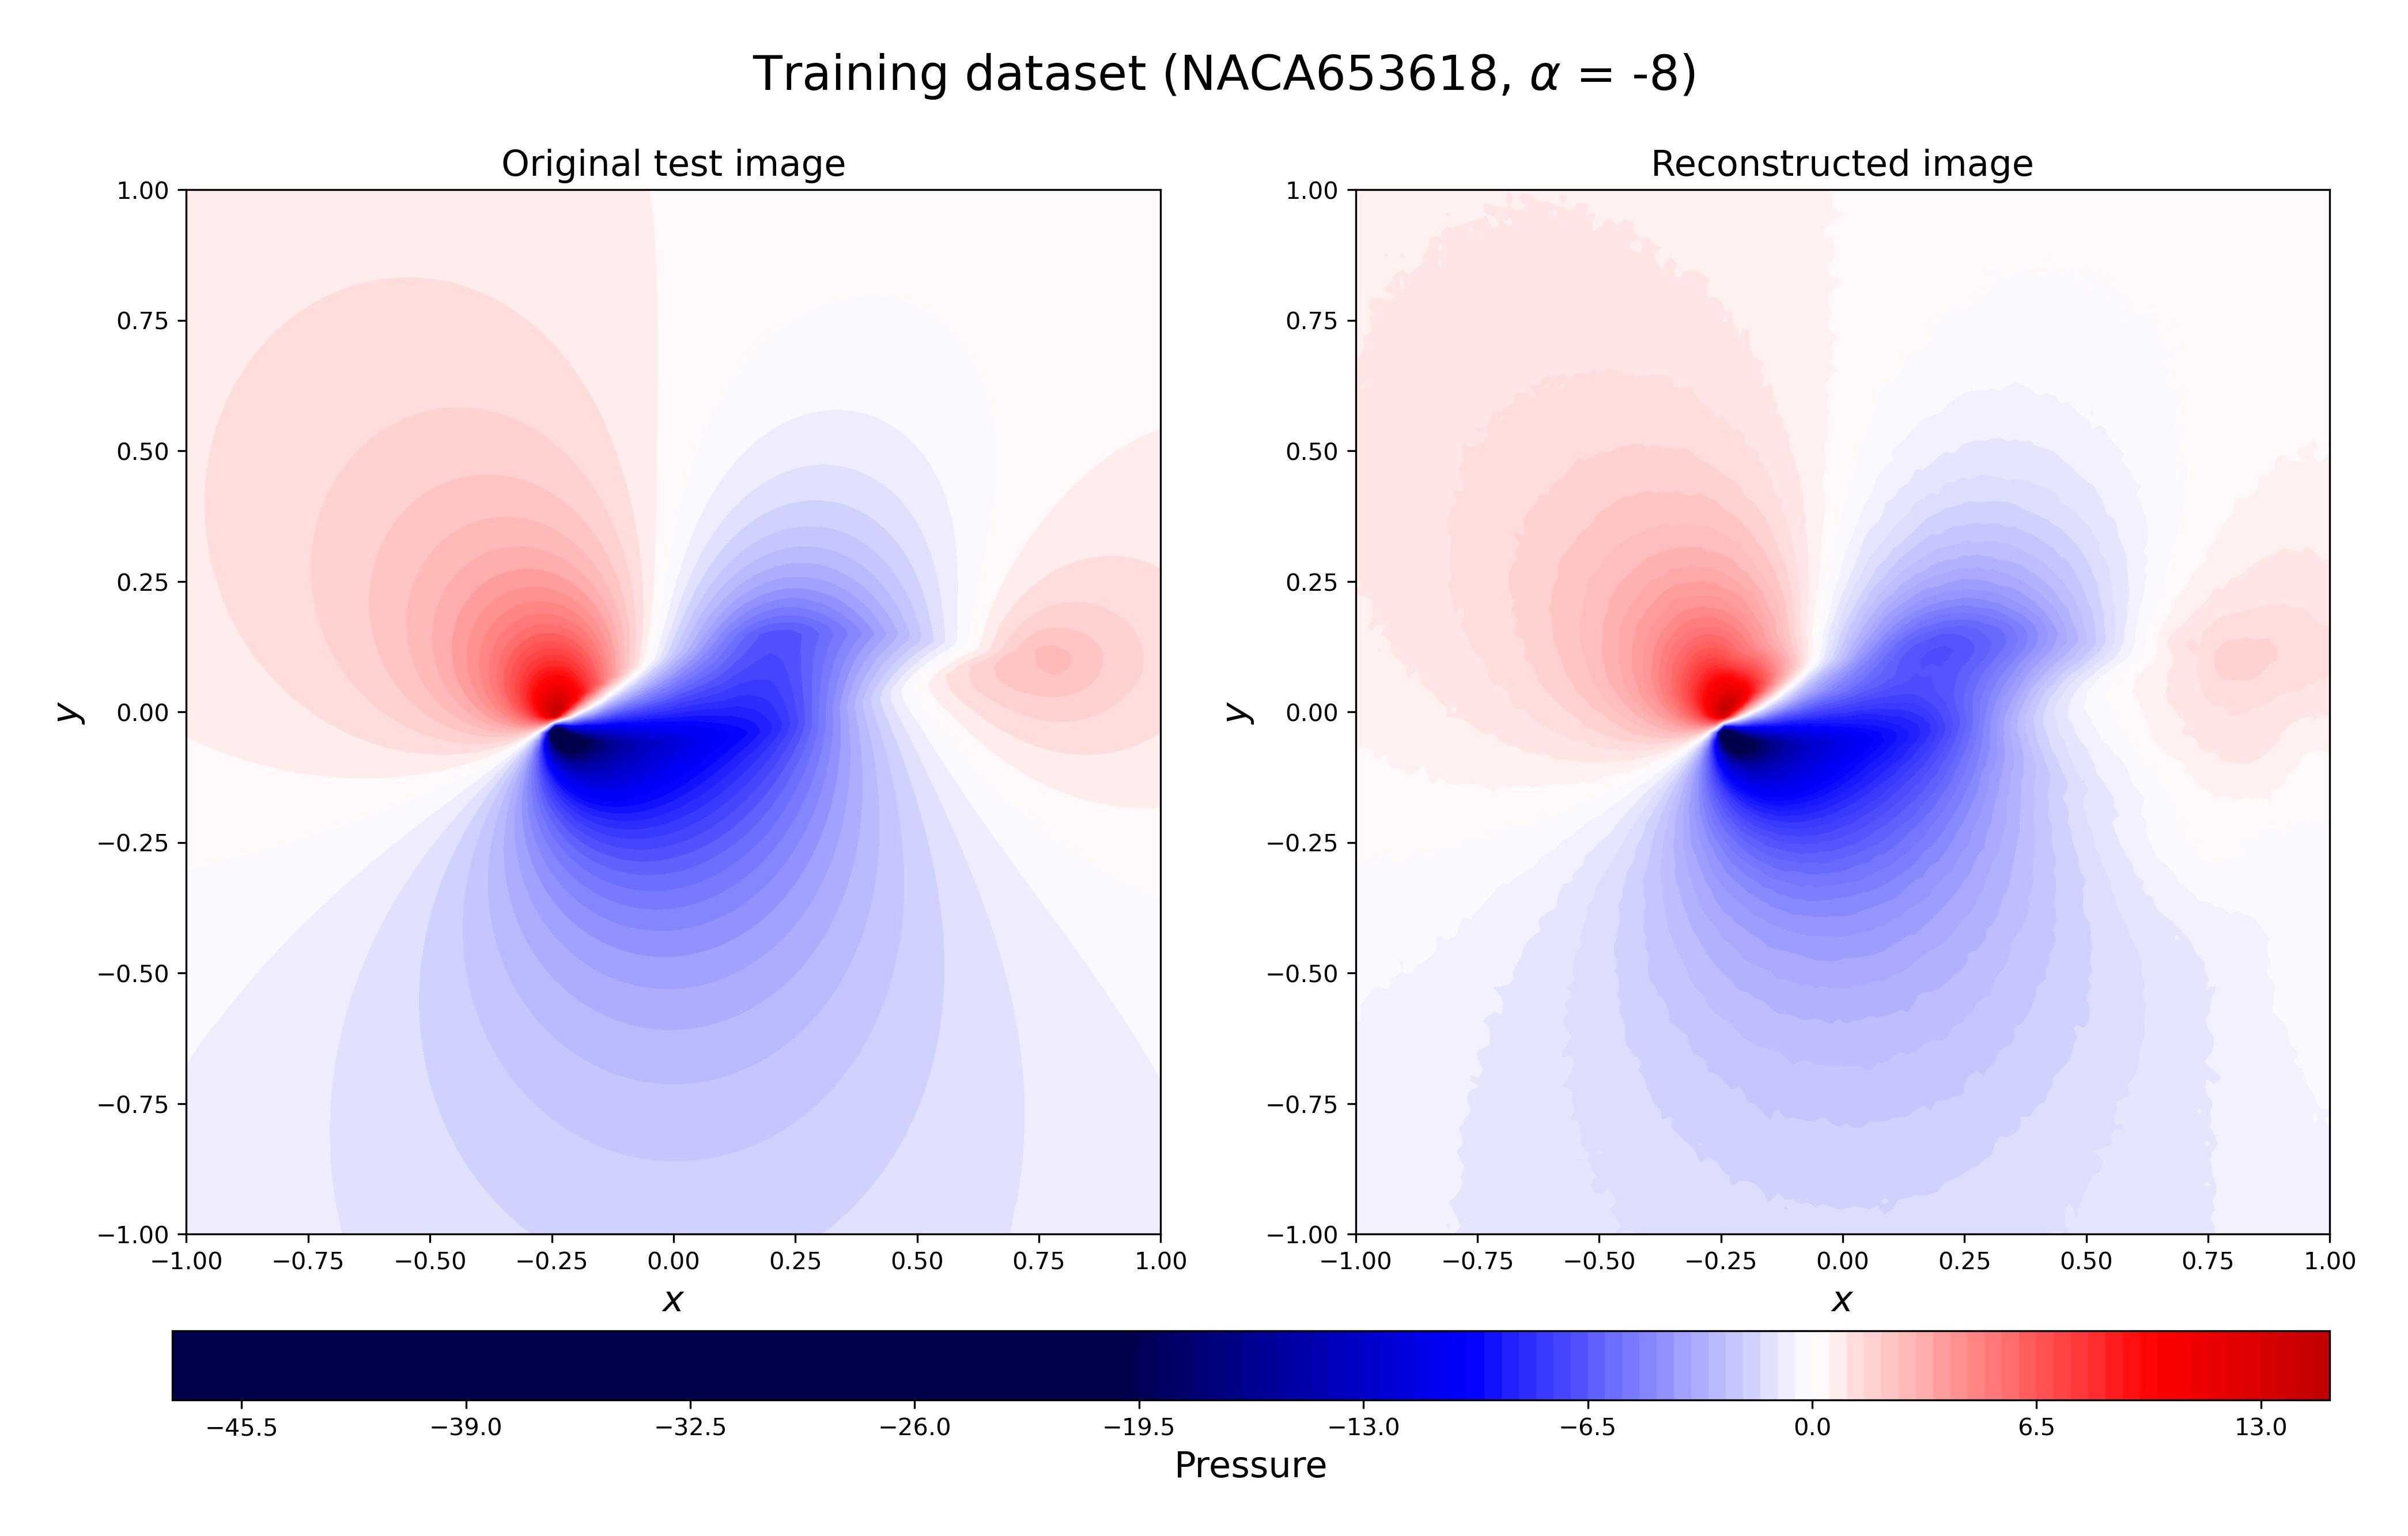 Training dataset (NACA653618, α = -8)
Original test image
Reconstructed image
1.00
0.75
0.50
0.25
0.00
−0.25
−0.50
−0.75
−1.00
y
−1.00 −0.75 −0.50 −0.25 0.00 0.25 0.50 0.75 1.00
x
1.00
0.75
0.50
0.25
0.00
−0.25
−0.50
−0.75
−1.00
y
−1.00 −0.75 −0.50 −0.25 0.00 0.25 0.50 0.75 1.00
x
−45.5 −39.0 −32.5 −26.0 −19.5 −13.0 −6.5 0.0 6.5 13.0
Pressure